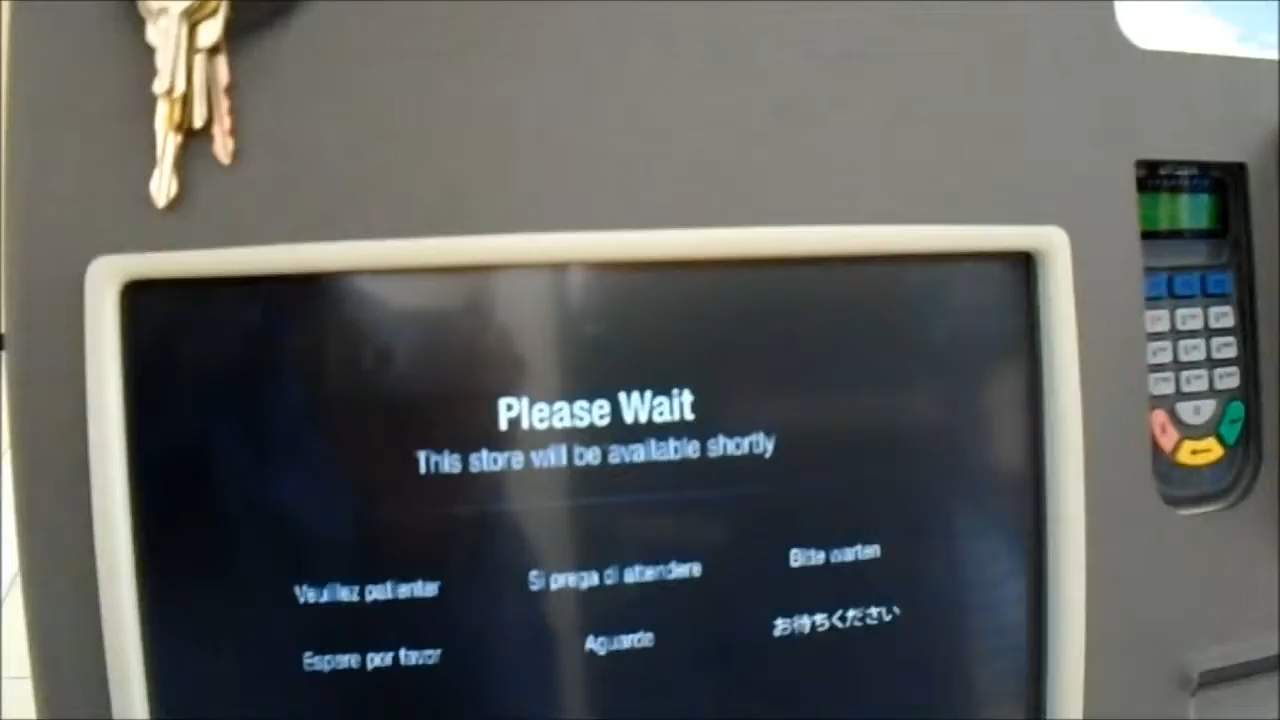 Please Wait
This store will be available shortly
Veuillez patienter
Si prega di attendere
Bitte warten
Espere por favor
Aguarde
お待ちください